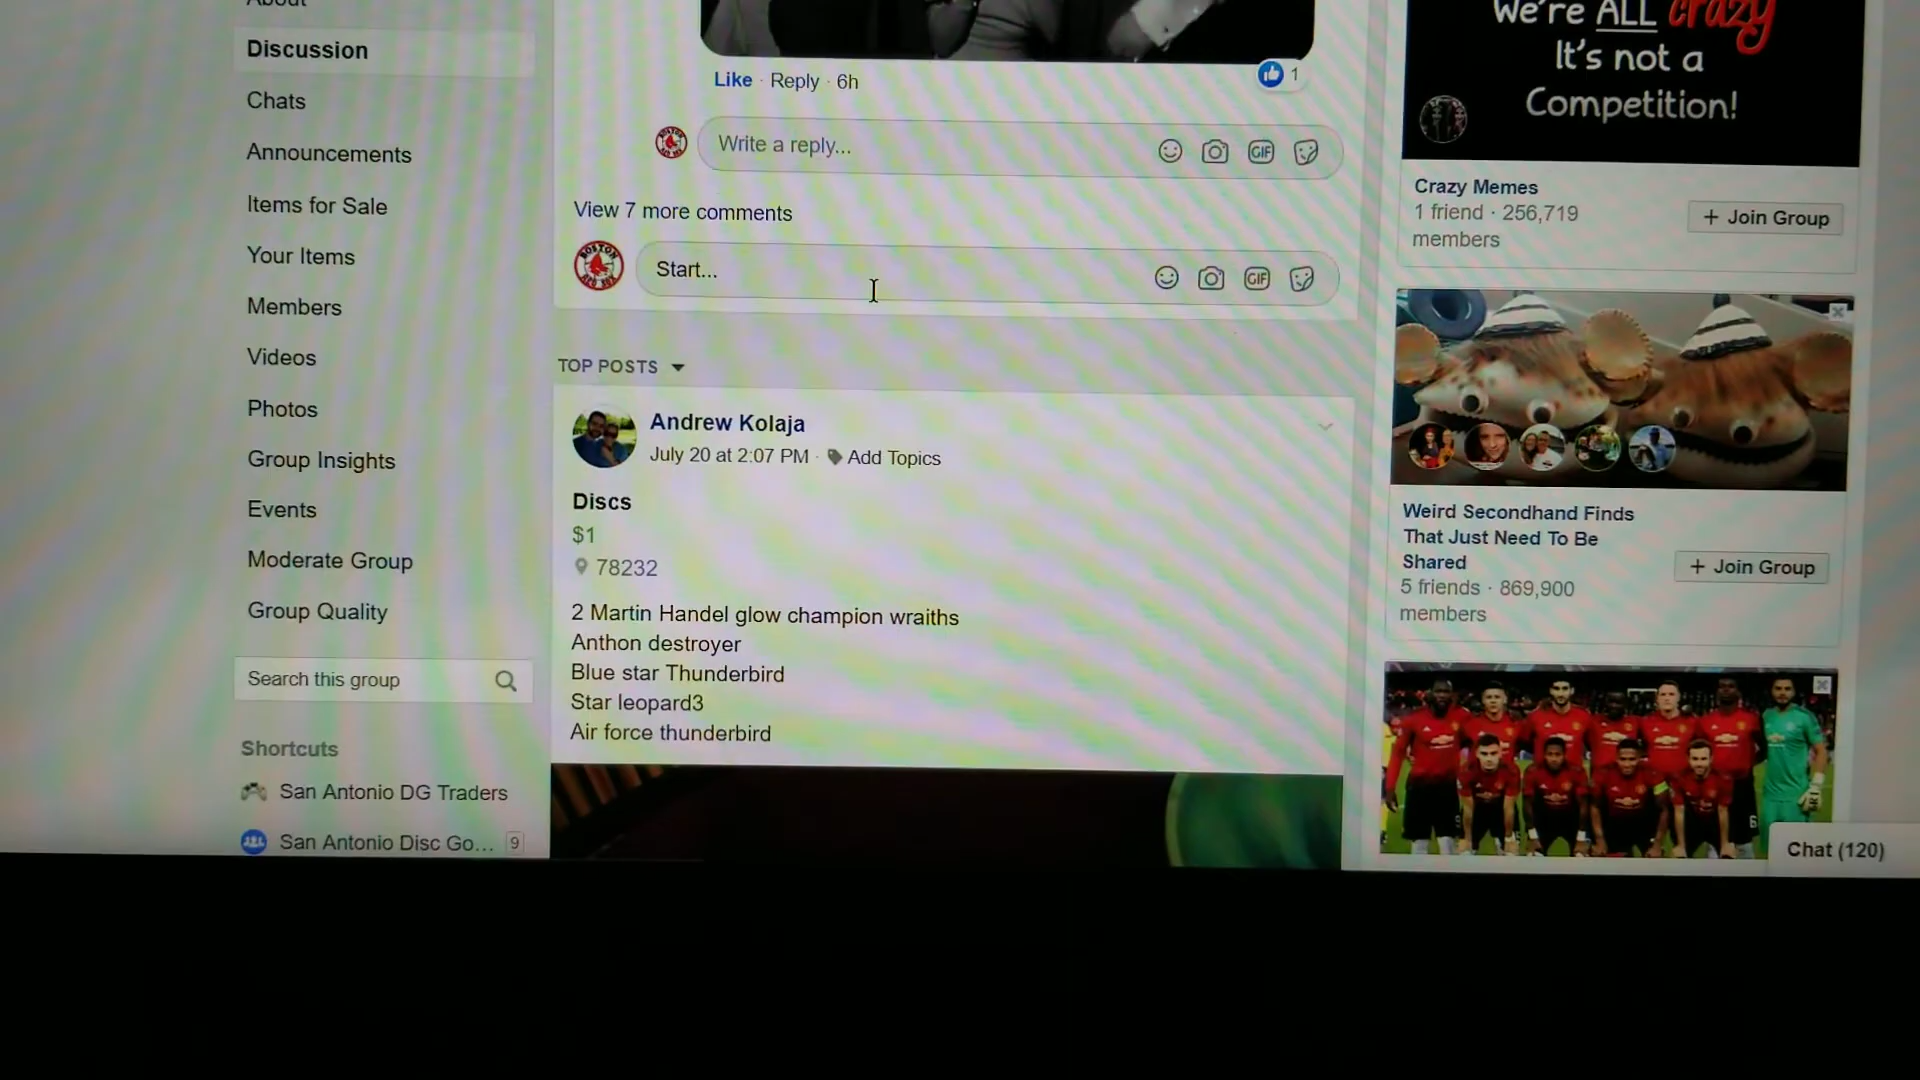 About
Discussion
Chats
Announcements
Items for Sale
Your Items
Members
Videos
Photos
Group Insights
Events
Moderate Group
Group Quality
Search this group
Shortcuts
San Antonio DG Traders
San Antonio Disc Go... 9
Like · Reply · 6h
1
Write a reply...
GIF
View 7 more comments
BOSTON
Start...
GIF
TOP POSTS
Andrew Kolaja
July 20 at 2:07 PM · Add Topics
Discs
$1
78232
2 Martin Handel glow champion wraiths
Anthon destroyer
Blue star Thunderbird
Star leopard3
Air force thunderbird
We're ALL crazy
It's not a
Competition!
Crazy Memes
1 friend · 256,719
members
+ Join Group
Weird Secondhand Finds
That Just Need To Be
Shared
5 friends · 869,900
members
+ Join Group
Chat (120)